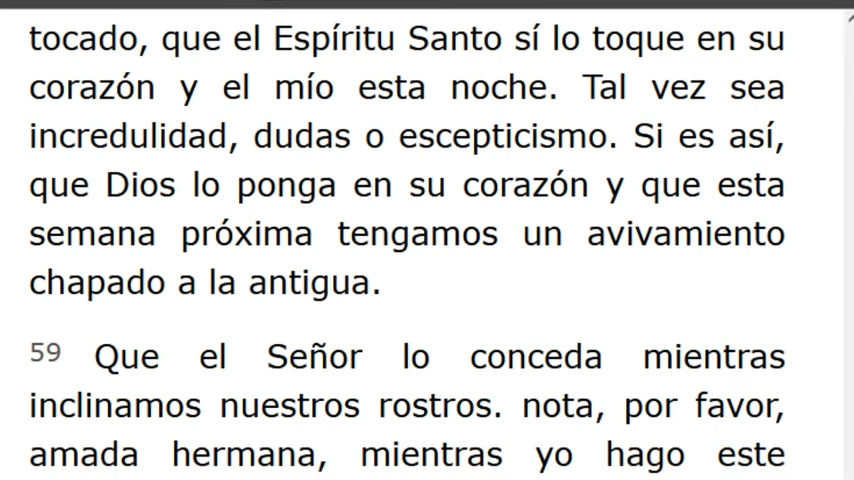 tocado, que el Espíritu Santo sí lo toque en su
corazón y el mío esta noche. Tal vez sea
incredulidad, dudas o escepticismo. Si es así,
que Dios lo ponga en su corazón y que esta
semana próxima tengamos un avivamiento
chapado a la antigua.
59 Que el Señor lo conceda mientras
inclinamos nuestros rostros. nota, por favor,
amada hermana, mientras yo hago este